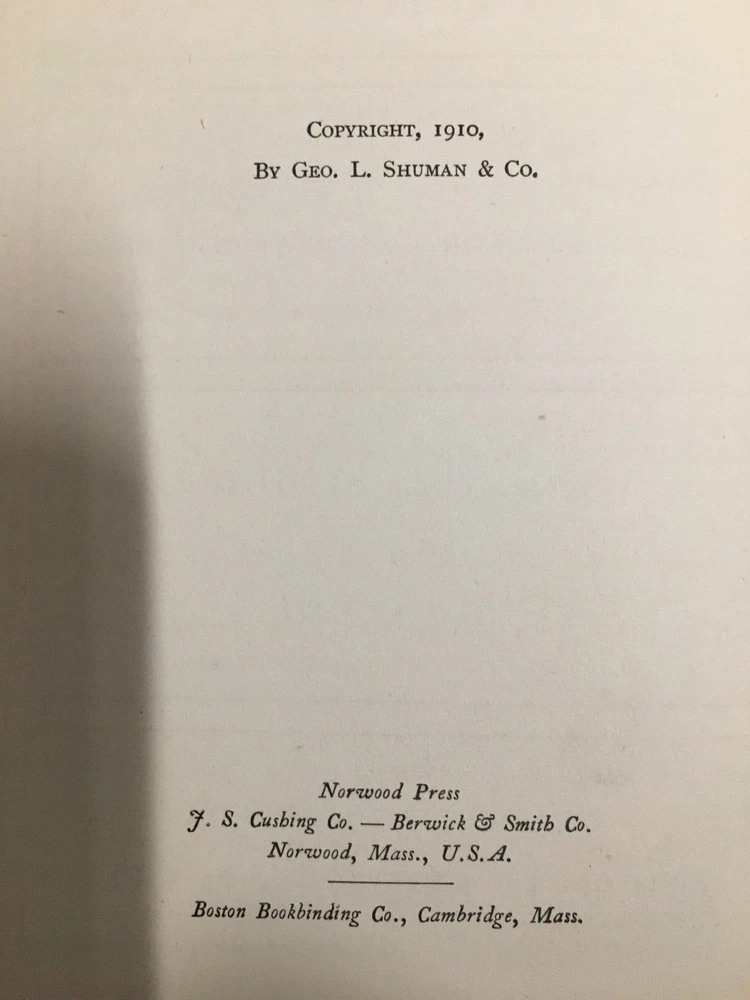 COPYRIGHT, 1910,
BY GEO. L. SHUMAN & CO.
Norwood Press
J. S. Cushing Co. — Berwick & Smith Co.
Norwood, Mass., U.S.A.
Boston Bookbinding Co., Cambridge, Mass.